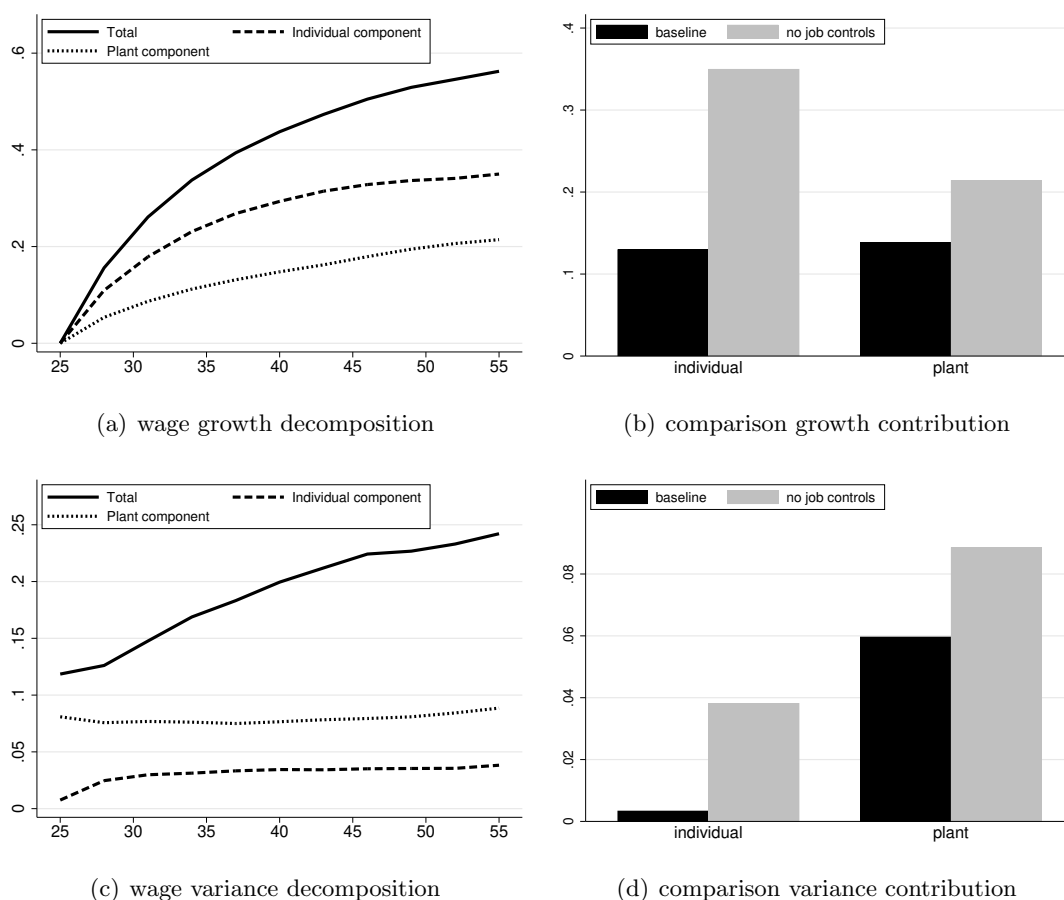 Total Individual component
Plant component
.6
.4
.2
0
25 30 35 40 45 50 55
(a) wage growth decomposition
baseline no job controls
.4
.3
.2
.1
0
individual plant
(b) comparison growth contribution
Total Individual component
Plant component
.25
.2
.15
.1
.05
0
25 30 35 40 45 50 55
(c) wage variance decomposition
baseline no job controls
.08
.06
.04
.02
0
individual plant
(d) comparison variance contribution